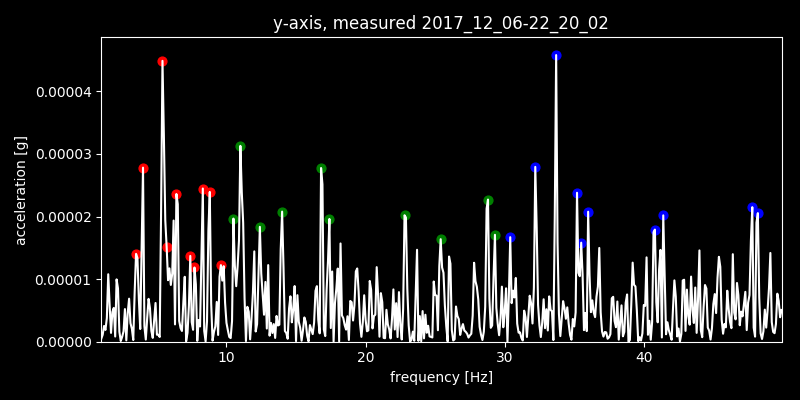 y-axis, measured 2017_12_06-22_20_02
0.00004
0.00003
0.00002
0.00001
0.00000
acceleration [g]
10 20 30 40
frequency [Hz]